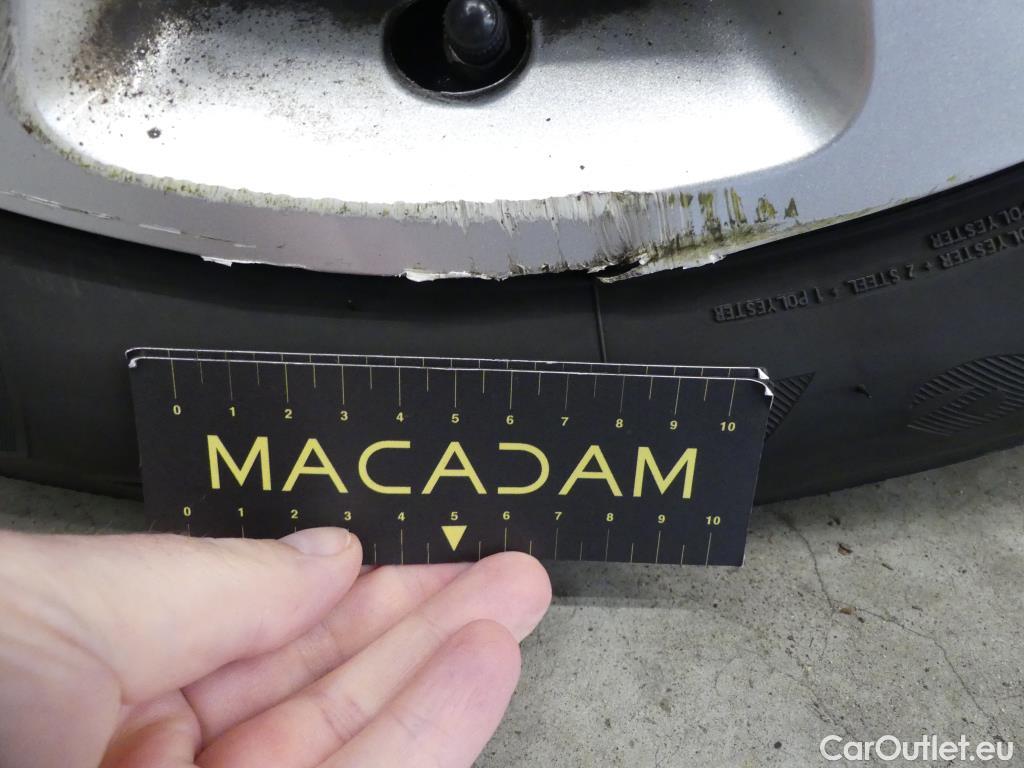 POLYESTER
POLYESTER + 2 STEEL + 1 POLYESTER
0 1 2 3 4 5 6 7 8 9 10
MACADAM
0 1 2 3 4 5 6 7 8 9 10
CarOutlet.eu